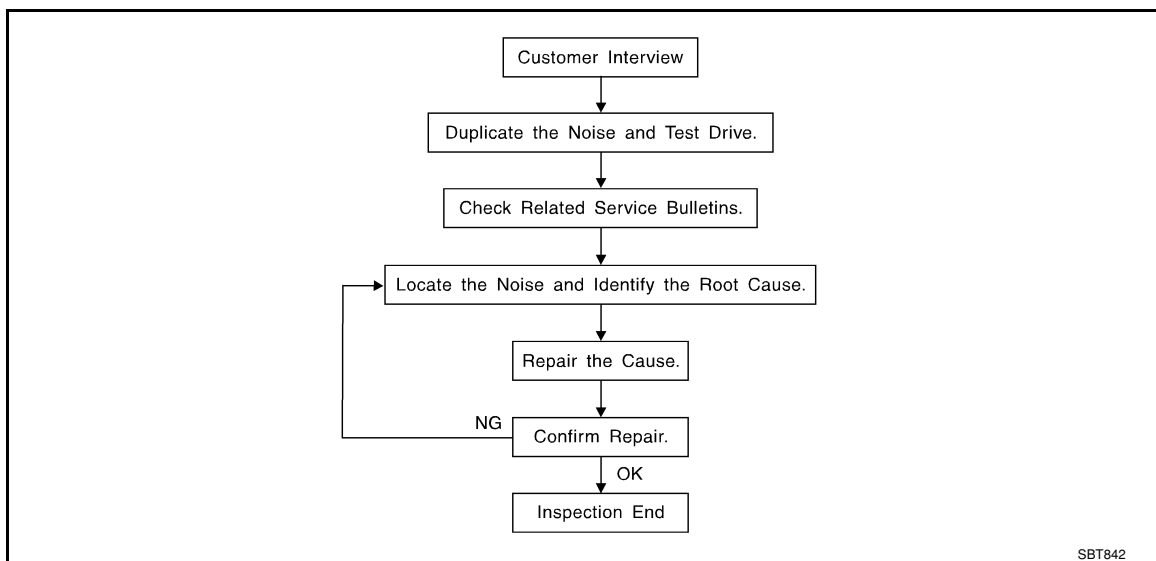 Customer Interview
Duplicate the Noise and Test Drive.
Check Related Service Bulletins.
Locate the Noise and Identify the Root Cause.
Repair the Cause.
NG
Confirm Repair.
OK
Inspection End
SBT842